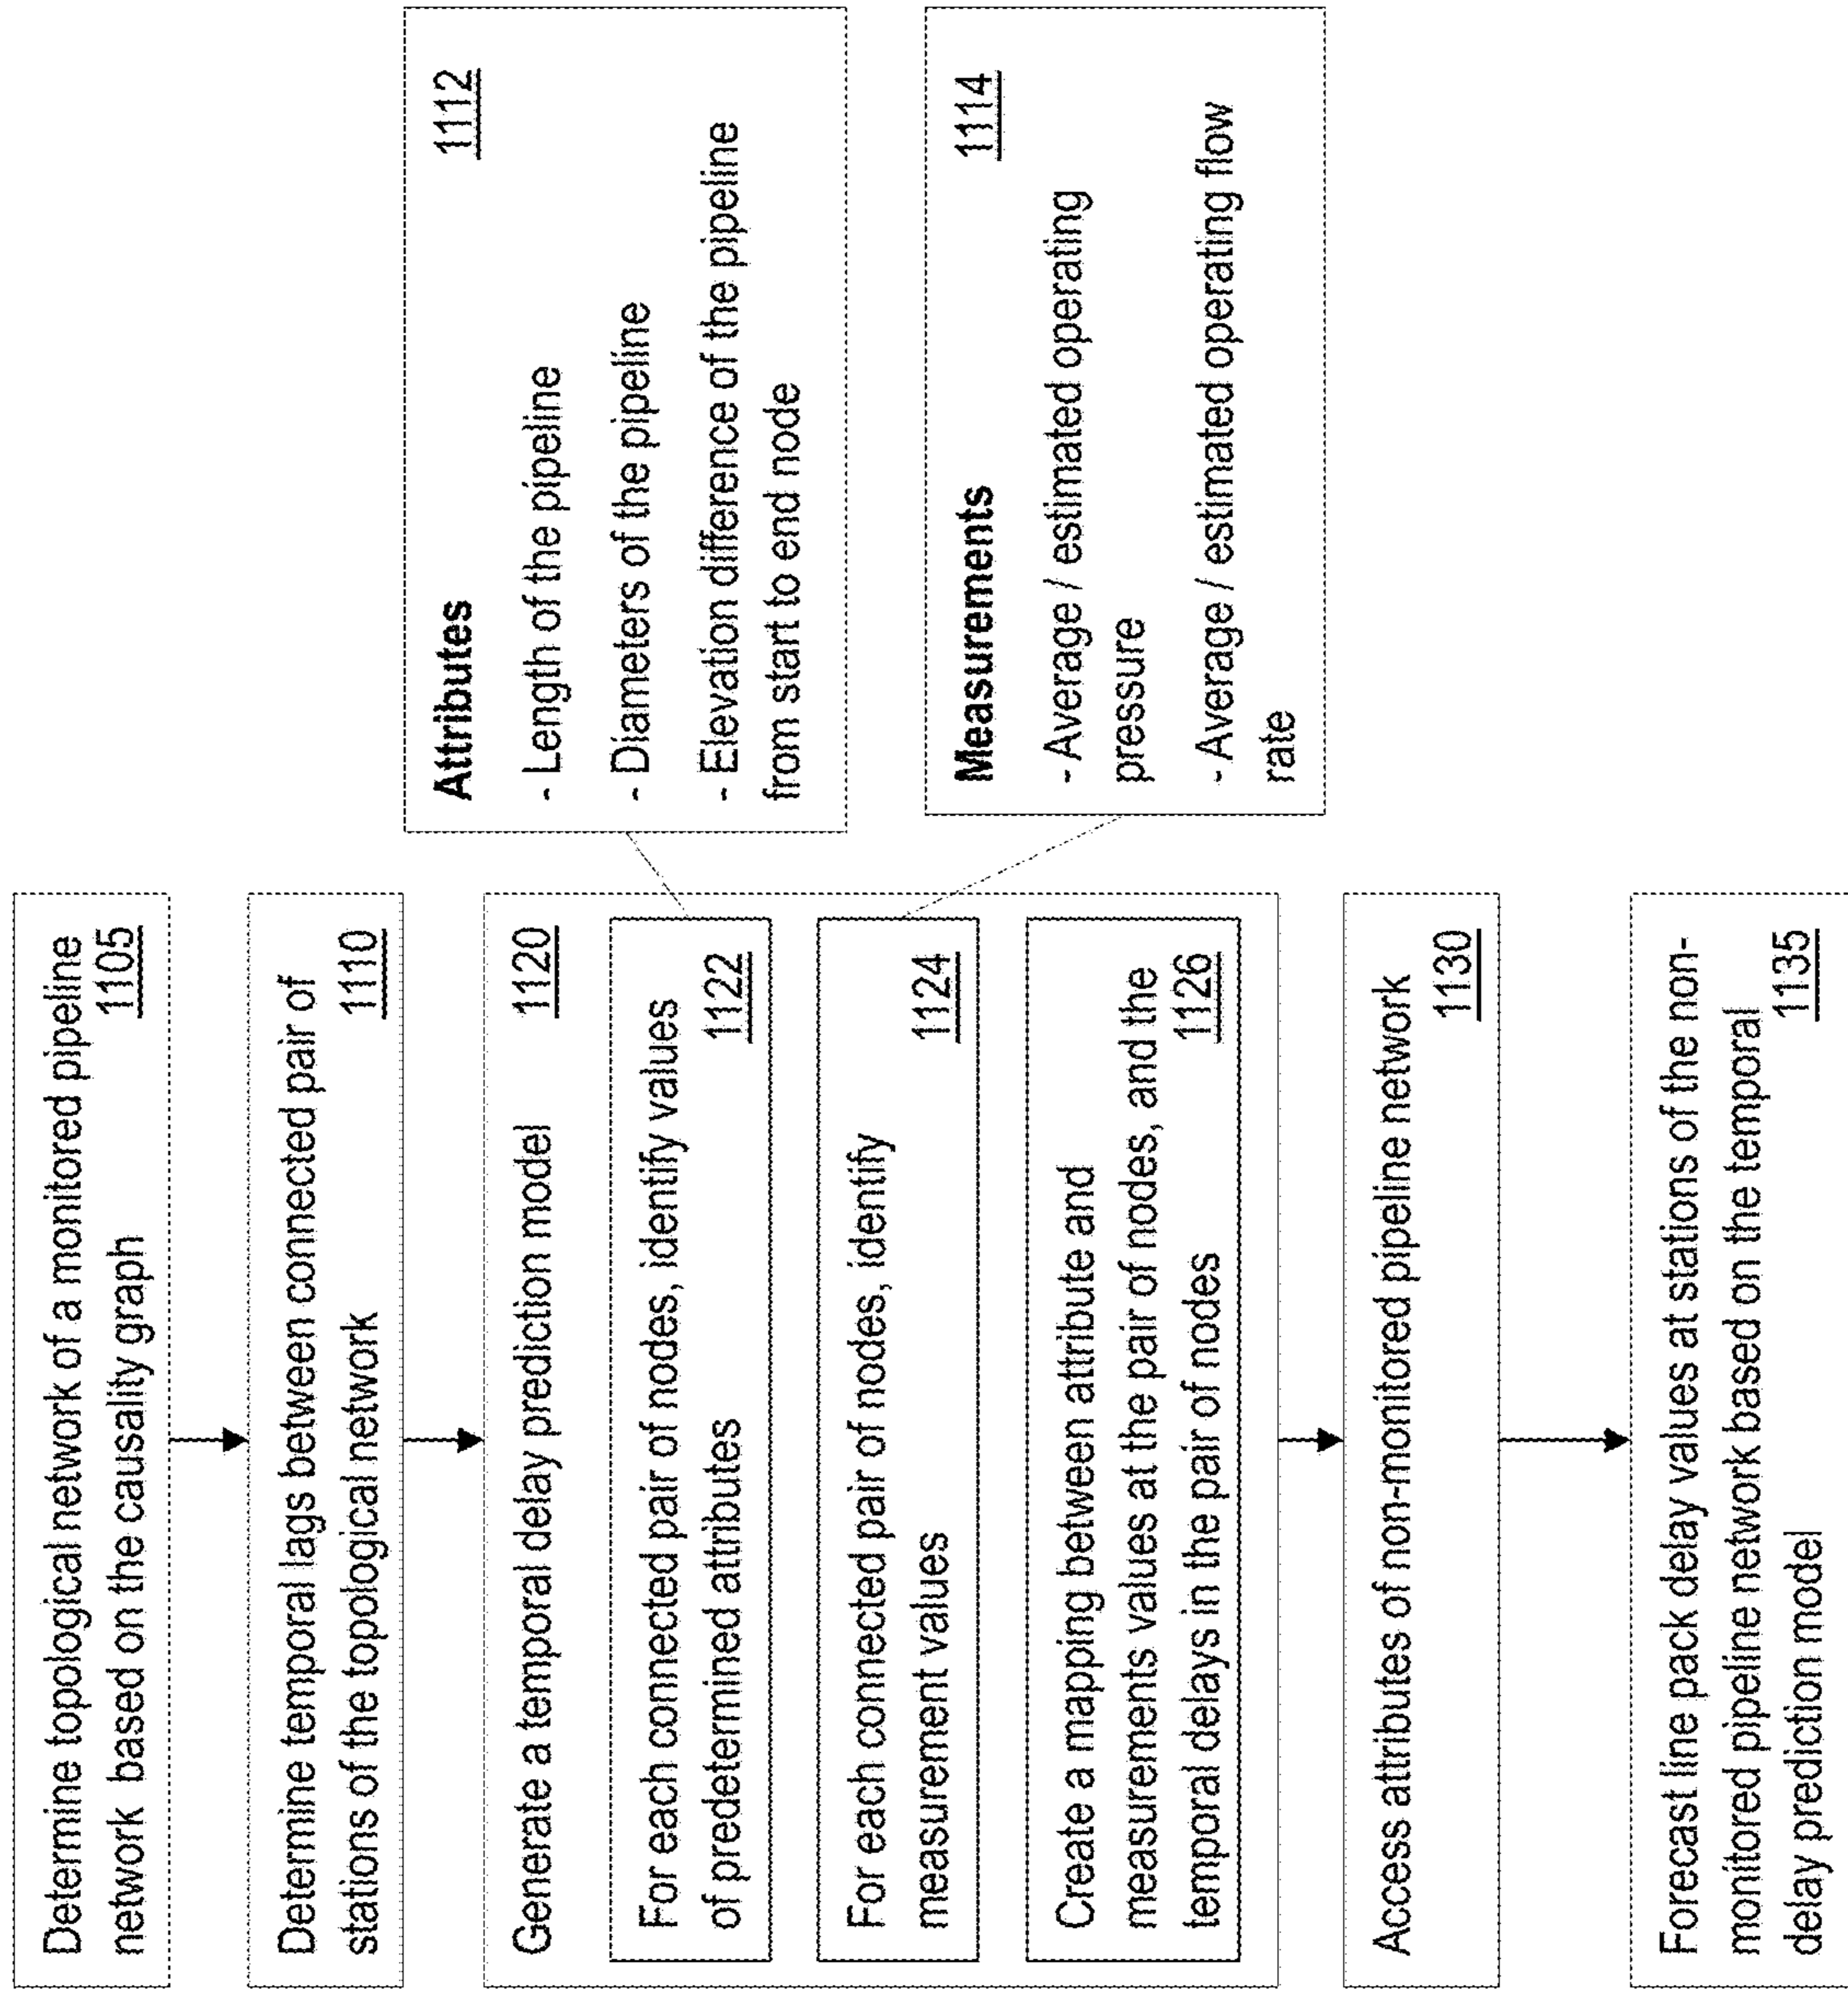 Determine topological network of a monitored pipeline
network based on the causality graph
1105
Determine temporal lags between connected pair of
stations of the topological network
1110
Generate a temporal delay prediction model
1120
For each connected pair of nodes, identify values
of predetermined attributes
1122
For each connected pair of nodes, identify
measurement values
1124
Create a mapping between attribute and
measurements values at the pair of nodes, and the
temporal delays in the pair of nodes
1126
Access attributes of non-monitored pipeline network
1130
Forecast line pack delay values at stations of the non-
monitored pipeline network based on the temporal
delay prediction model
1135
Attributes
1112
- Length of the pipeline
- Diameters of the pipeline
- Elevation difference of the pipeline
from start to end node
Measurements
1114
- Average / estimated operating
pressure
- Average / estimated operating flow
rate